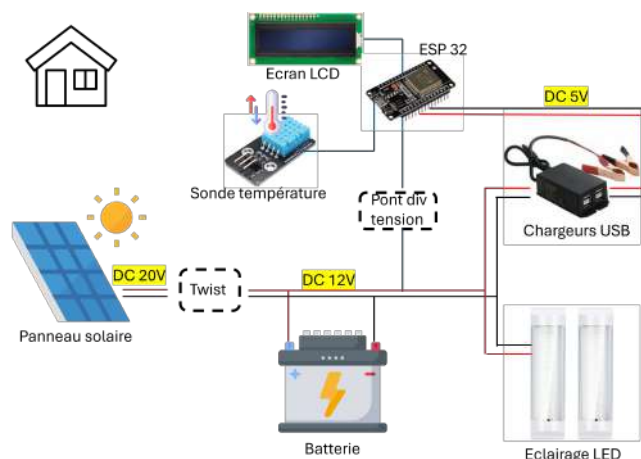 ESP 32
Ecran LCD
DC 5V
Sonde température
Pont div
tension
Chargeurs USB
DC 20V
Twist
DC 12V
Panneau solaire
Batterie
Eclairage LED